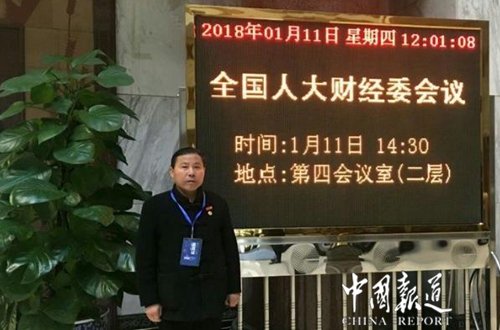 2018年01月11日 星期四 12:01:08
全国人大财经委会议
时间:1月11日 14:30
地点:第四会议室(二层)
中国報道
CHINA REPORT